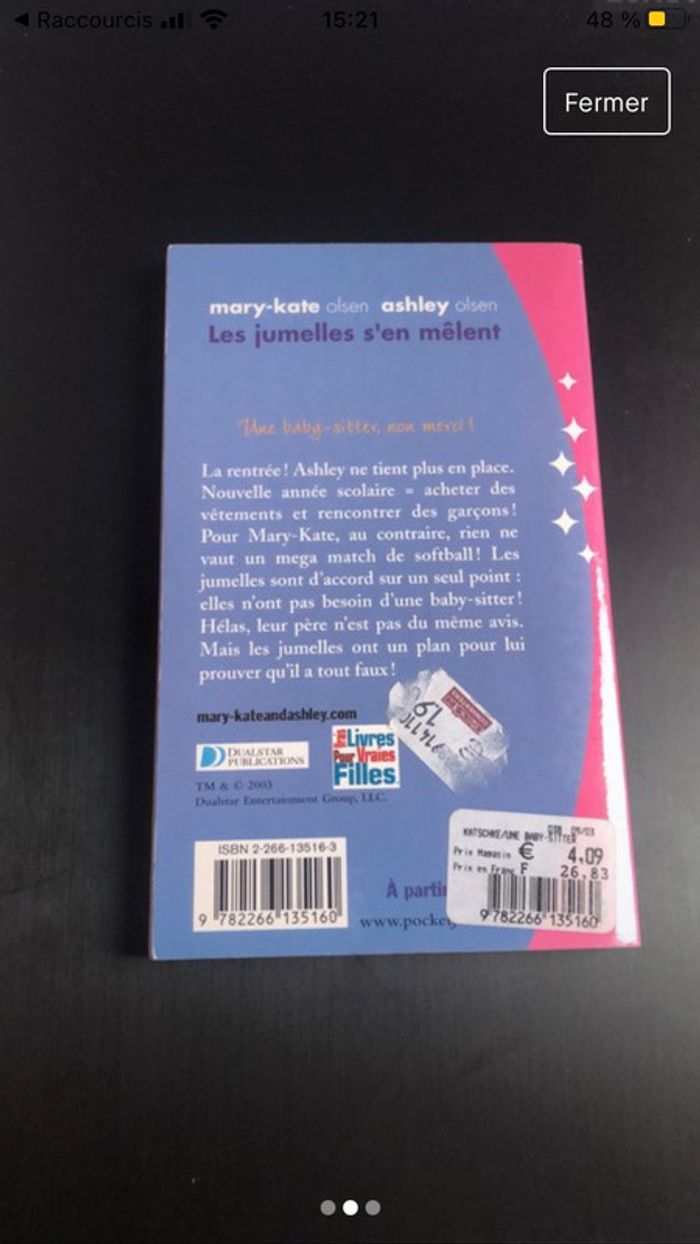 Raccourcis 15:21 48 %
Fermer
mary-kate olsen ashley olsen
Les jumelles s'en mêlent
Une baby-sitter, non merci !
La rentrée ! Ashley ne tient plus en place.
Nouvelle année scolaire = acheter des
vêtements et rencontrer des garçons !
Pour Mary-Kate, au contraire, rien ne
vaut un mega match de softball ! Les
jumelles sont d'accord sur un seul point :
elles n'ont pas besoin d'une baby-sitter !
Hélas, leur père n'est pas du même avis.
Mais les jumelles ont un plan pour lui
prouver qu'il a tout faux !
mary-kateandashley.com
DUALSTAR
PUBLICATIONS
Livres
Pour Vraies
Filles
TM & © 2003
Dualstar Entertainment Group, LLC.
ISBN 2-266-13516-3
9 782266 135160
À partir
www.pocke
KATSCHKE/UNE BABY-SITTER
Prix Magasin € 4.09
Prix en Franc F 26,83
9 782266 135160